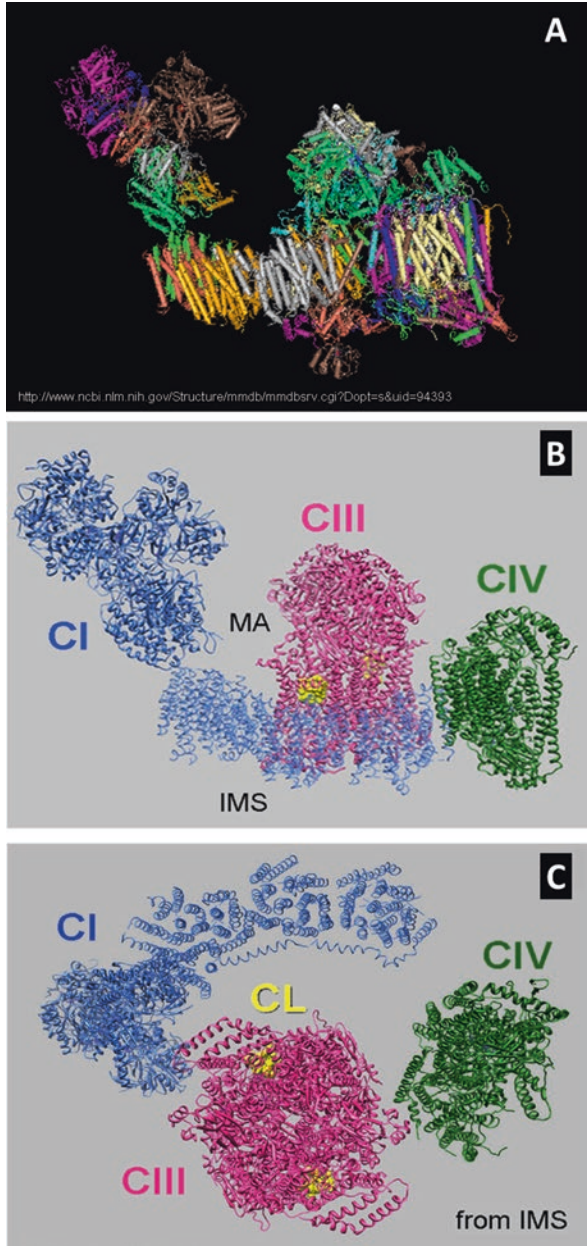 A
http://www.ncbi.nlm.nih.gov/Structure/mmdb/mmdbsrv.cgi?Dopt=s&uid=94393
B
CIII
CIV
CI
MA
IMS
C
CI
CIV
CL
CIII
from IMS